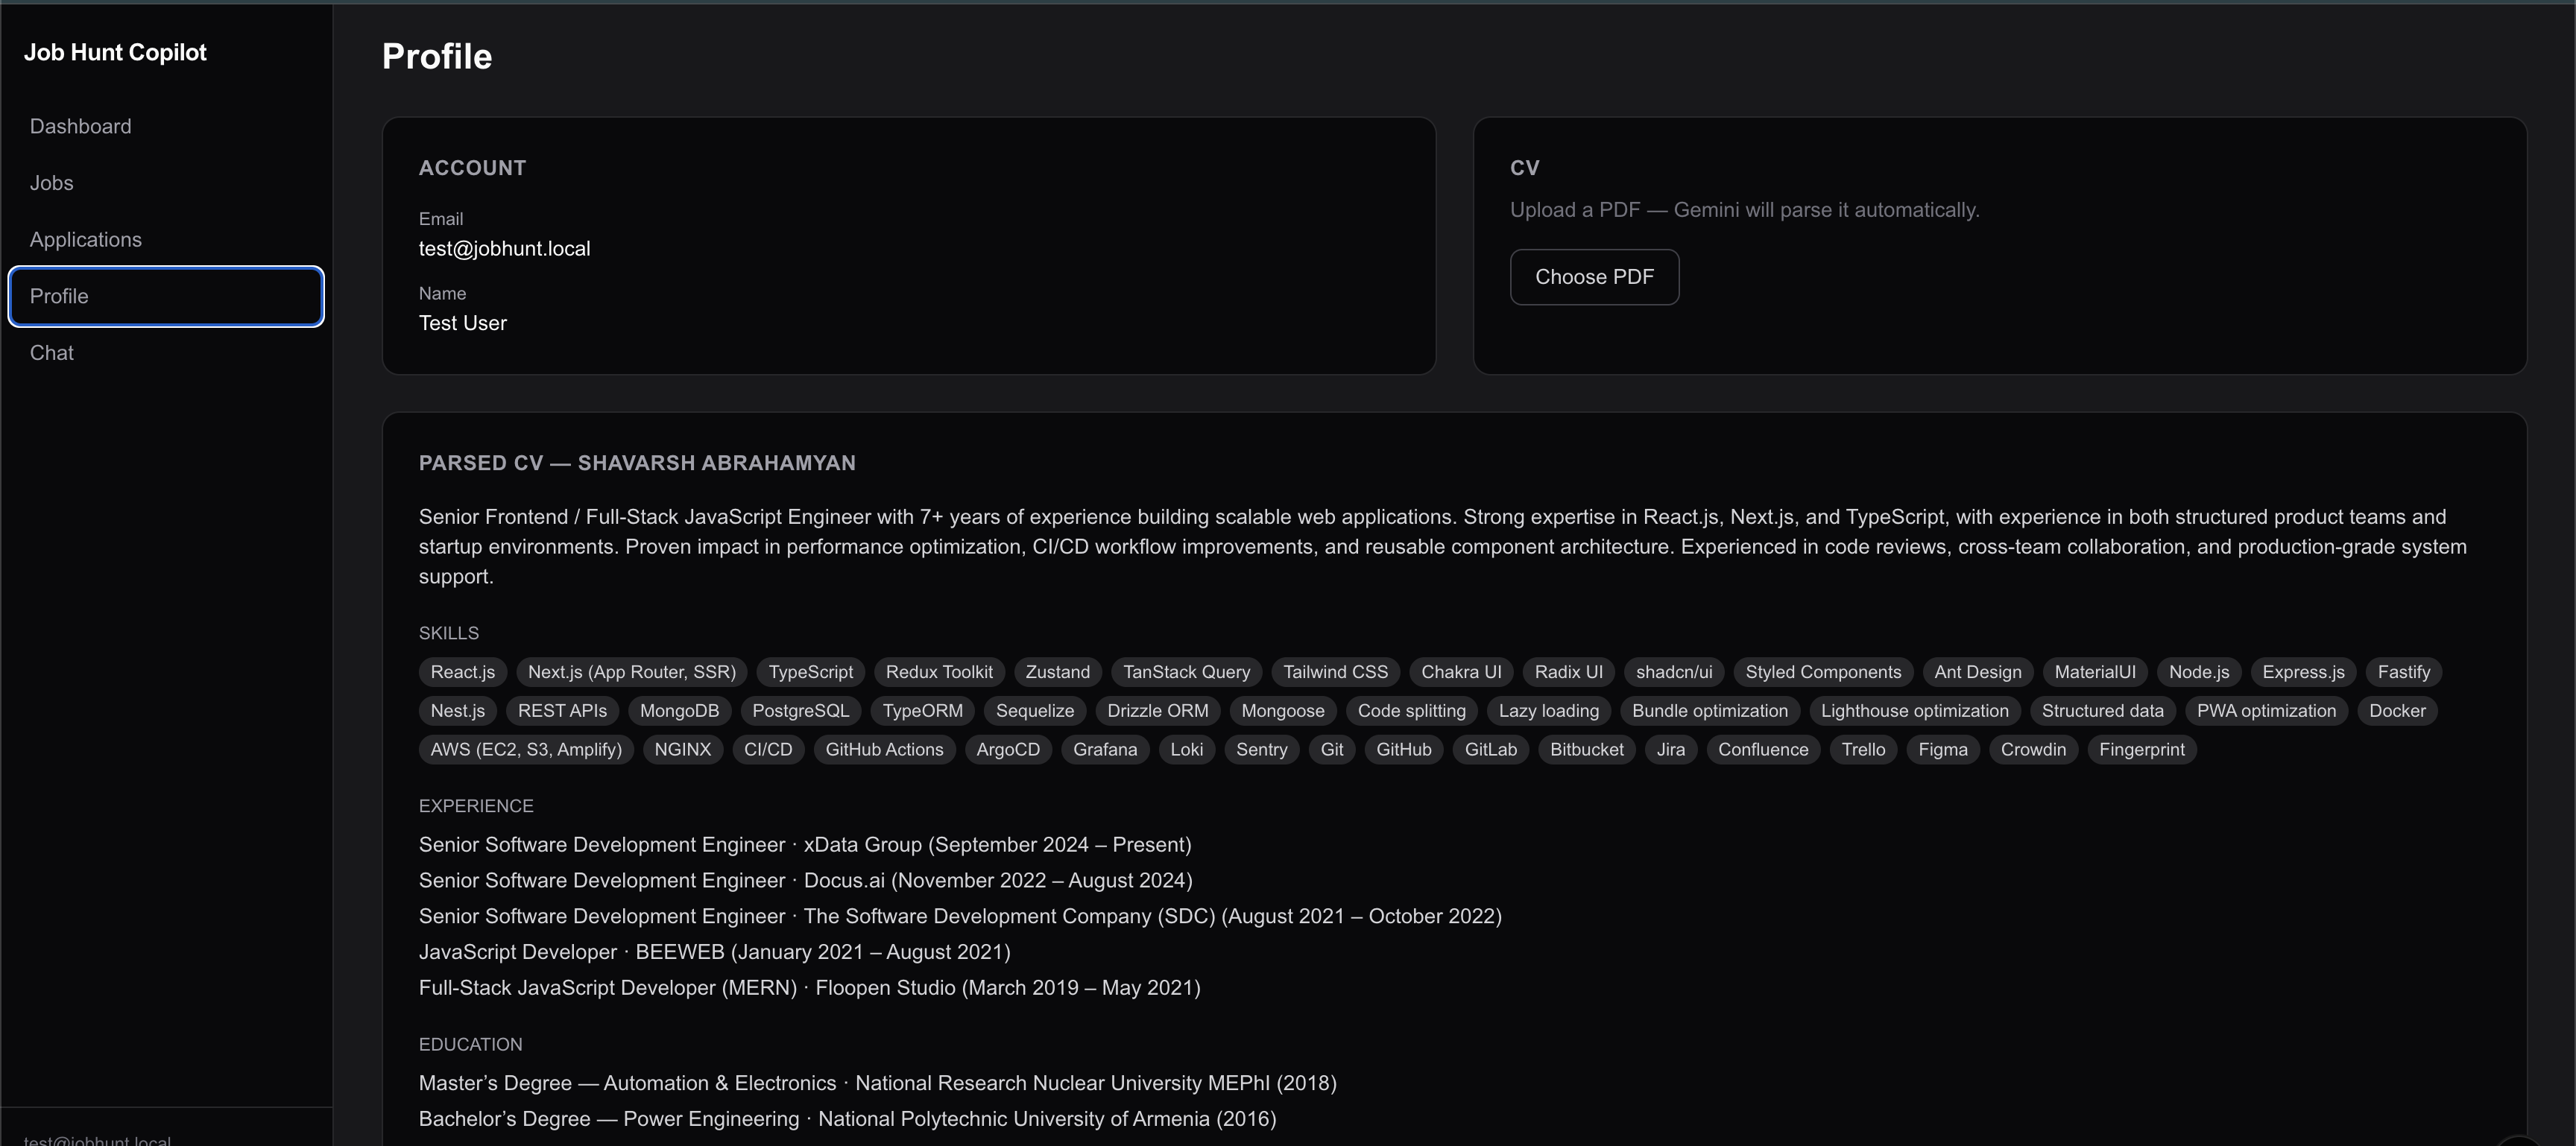 Job Hunt Copilot
Dashboard
Jobs
Applications
Profile
Chat
test@jobhunt.local
Profile
ACCOUNT
Email
test@jobhunt.local
Name
Test User
CV
Upload a PDF — Gemini will parse it automatically.
Choose PDF
PARSED CV — SHAVARSH ABRAHAMYAN
Senior Frontend / Full-Stack JavaScript Engineer with 7+ years of experience building scalable web applications. Strong expertise in React.js, Next.js, and TypeScript, with experience in both structured product teams and
startup environments. Proven impact in performance optimization, CI/CD workflow improvements, and reusable component architecture. Experienced in code reviews, cross-team collaboration, and production-grade system
support.
SKILLS
React.js Next.js (App Router, SSR) TypeScript Redux Toolkit Zustand TanStack Query Tailwind CSS Chakra UI Radix UI shadcn/ui Styled Components Ant Design MaterialUI Node.js Express.js Fastify
Nest.js REST APIs MongoDB PostgreSQL TypeORM Sequelize Drizzle ORM Mongoose Code splitting Lazy loading Bundle optimization Lighthouse optimization Structured data PWA optimization Docker
AWS (EC2, S3, Amplify) NGINX CI/CD GitHub Actions ArgoCD Grafana Loki Sentry Git GitHub GitLab Bitbucket Jira Confluence Trello Figma Crowdin Fingerprint
EXPERIENCE
Senior Software Development Engineer · xData Group (September 2024 – Present)
Senior Software Development Engineer · Docus.ai (November 2022 – August 2024)
Senior Software Development Engineer · The Software Development Company (SDC) (August 2021 – October 2022)
JavaScript Developer · BEEWEB (January 2021 – August 2021)
Full-Stack JavaScript Developer (MERN) · Floopen Studio (March 2019 – May 2021)
EDUCATION
Master’s Degree — Automation & Electronics · National Research Nuclear University MEPhI (2018)
Bachelor’s Degree — Power Engineering · National Polytechnic University of Armenia (2016)